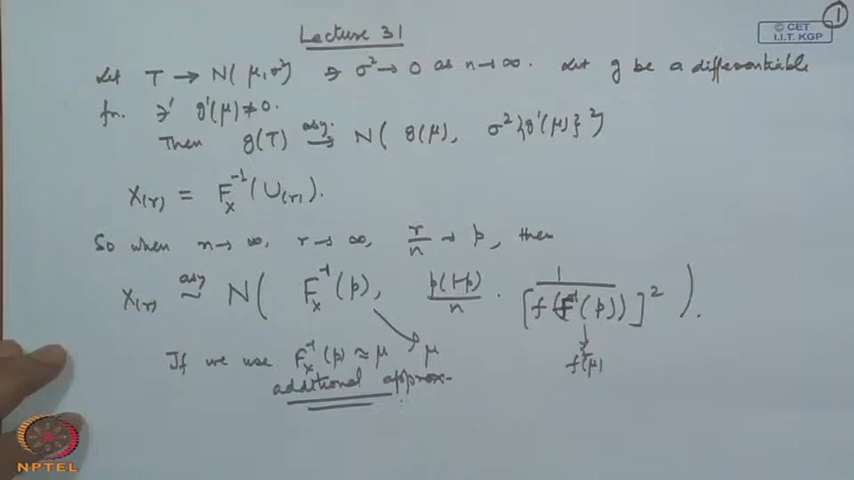 Lecture 31
1
© CET
I.I.T. KGP
Let T → N(μ, σ²) ∋ σ² → 0 as n → ∞. Let g be a differentiable
fn. ∋' g'(μ) ≠ 0.
Then g(T) asy. → N( g(μ), σ² {g'(μ)}²)
X(r) = F_X^{-1}(U(r)).
So when n → ∞, r → ∞, r/n → p, then
X(r) asy ~ N( F_X^{-1}(p), p(1-p)/n · 1/[f(F^{-1}(p))]² ).
If we use F_X^{-1}(p) ≈ μ μ f(μ)
additional approx.
NPTEL